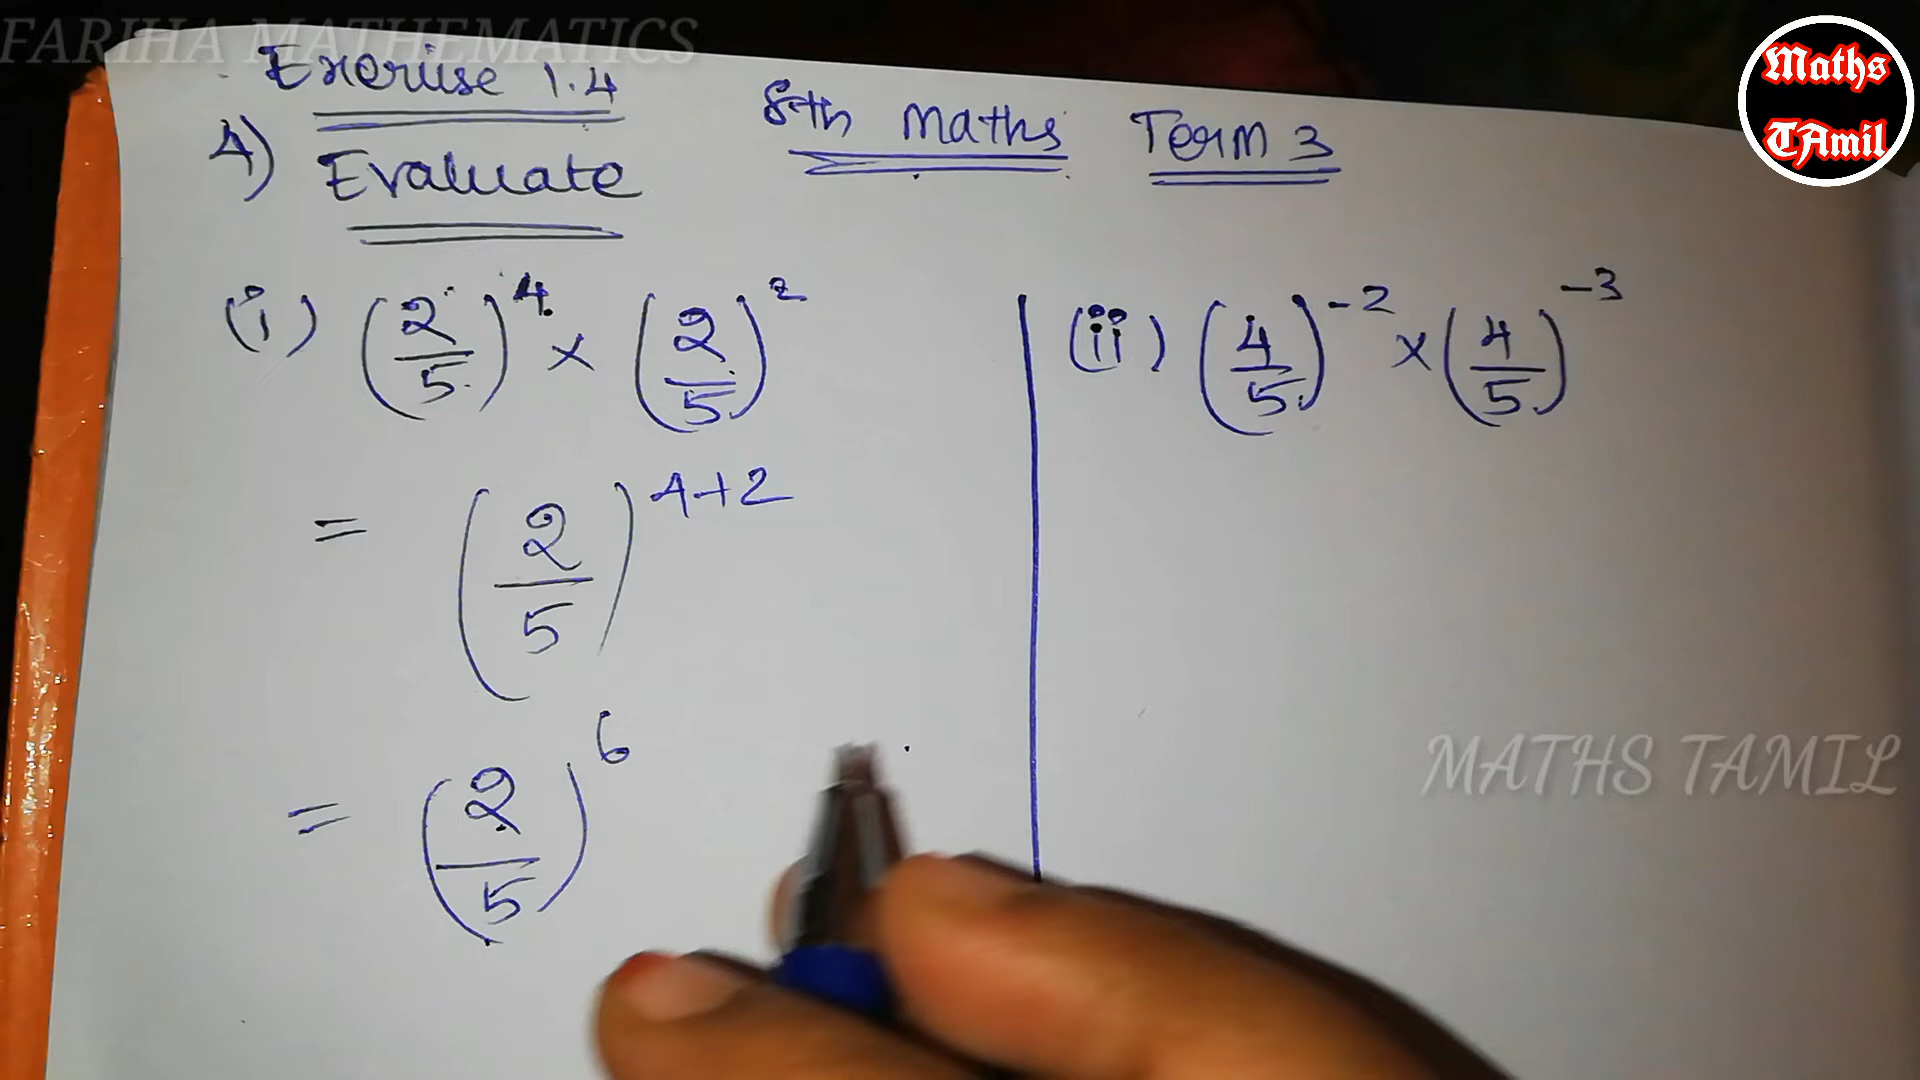 FARIHA MATHEMATICS
Maths
TAmil
Exercise 1.4
8th Maths Term 3
4) Evaluate
(i) (2/5)^4 × (2/5)^2
= (2/5)^4+2
= (2/5)^6
(ii) (4/5)^-2 × (4/5)^-3
MATHS TAMIL